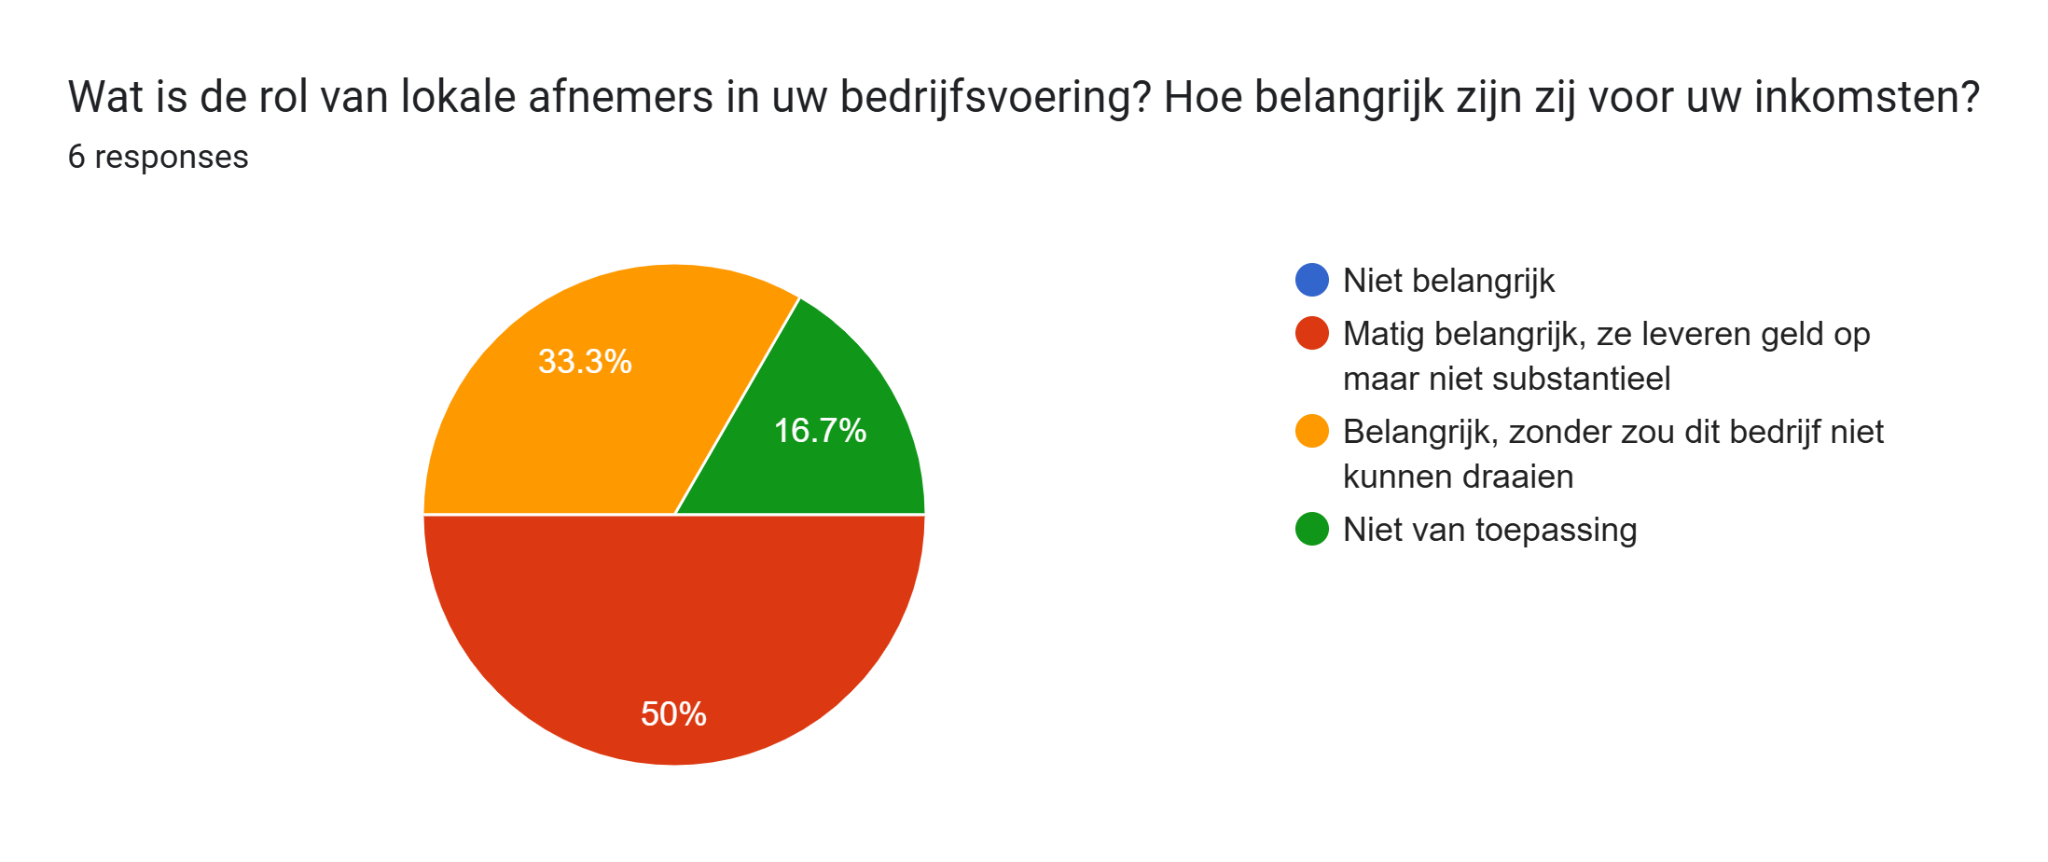 Wat is de rol van lokale afnemers in uw bedrijfsvoering? Hoe belangrijk zijn zij voor uw inkomsten?
6 responses
33.3%
16.7%
50%
Niet belangrijk
Matig belangrijk, ze leveren geld op
maar niet substantieel
Belangrijk, zonder zou dit bedrijf niet
kunnen draaien
Niet van toepassing